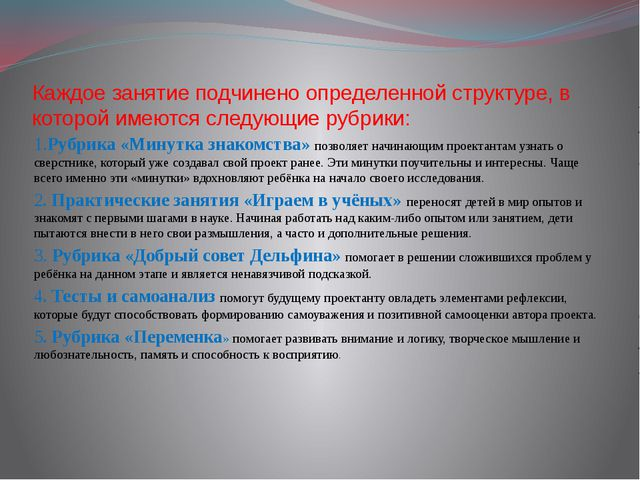 Каждое занятие подчинено определенной структуре, в
которой имеются следующие рубрики:
1.Рубрика «Минутка знакомства» позволяет начинающим проектантам узнать о
сверстнике, который уже создавал свой проект ранее. Эти минутки поучительны и интересны. Чаще
всего именно эти «минутки» вдохновляют ребёнка на начало своего исследования.
2. Практические занятия «Играем в учёных» переносят детей в мир опытов и
знакомят с первыми шагами в науке. Начиная работать над каким-либо опытом или занятием, дети
пытаются внести в него свои размышления, а часто и дополнительные решения.
3. Рубрика «Добрый совет Дельфина» помогает в решении сложившихся проблем у
ребёнка на данном этапе и является ненавязчивой подсказкой.
4. Тесты и самоанализ помогут будущему проектанту овладеть элементами рефлексии,
которые будут способствовать формированию самоуважения и позитивной самооценки автора проекта.
5. Рубрика «Переменка» помогает развивать внимание и логику, творческое мышление и
любознательность, память и способность к восприятию.